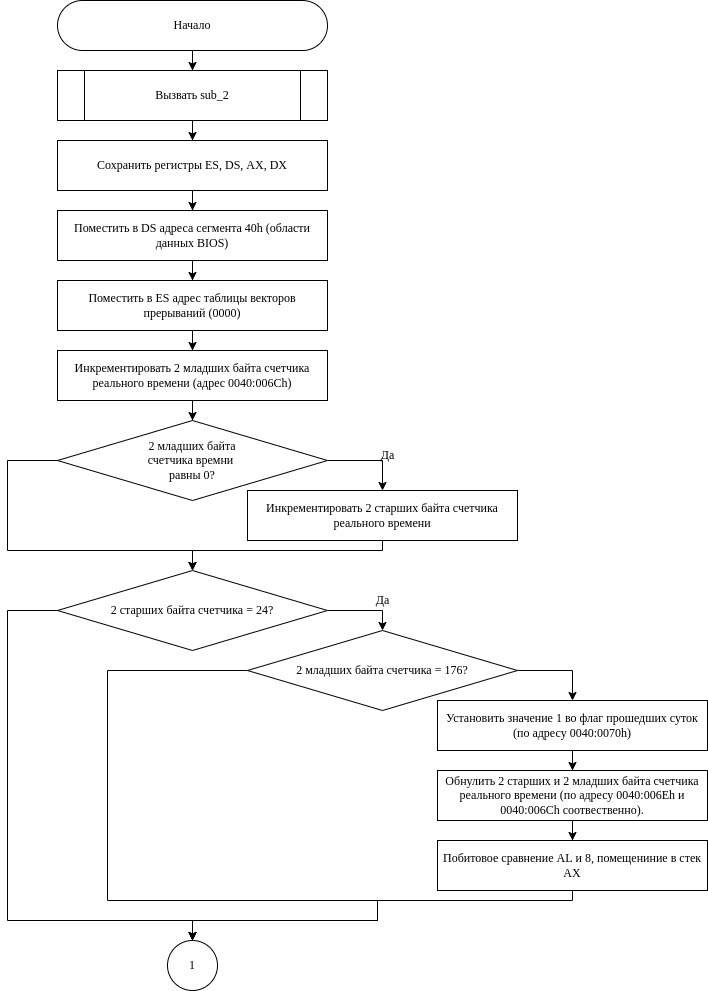 Начало
Вызвать sub_2
Сохранить регистры ES, DS, AX, DX
Поместить в DS адреса сегмента 40h (области
данных BIOS)
Поместить в ES адрес таблицы векторов
прерываний (0000)
Инкрементировать 2 младших байта счетчика
реального времени (адрес 0040:006Ch)
2 младших байта
счетчика времни
равны 0?
Да
Инкрементировать 2 старших байта счетчика
реального времени
2 старших байта счетчика = 24?
Да
2 младших байта счетчика = 176?
Установить значение 1 во флаг прошедших суток
(по адресу 0040:0070h)
Обнулить 2 старших и 2 младших байта счетчика
реального времени (по адресу 0040:006Eh и
0040:006Ch соотвественно).
Побитовое сравнение AL и 8, помещениние в стек
AX
1